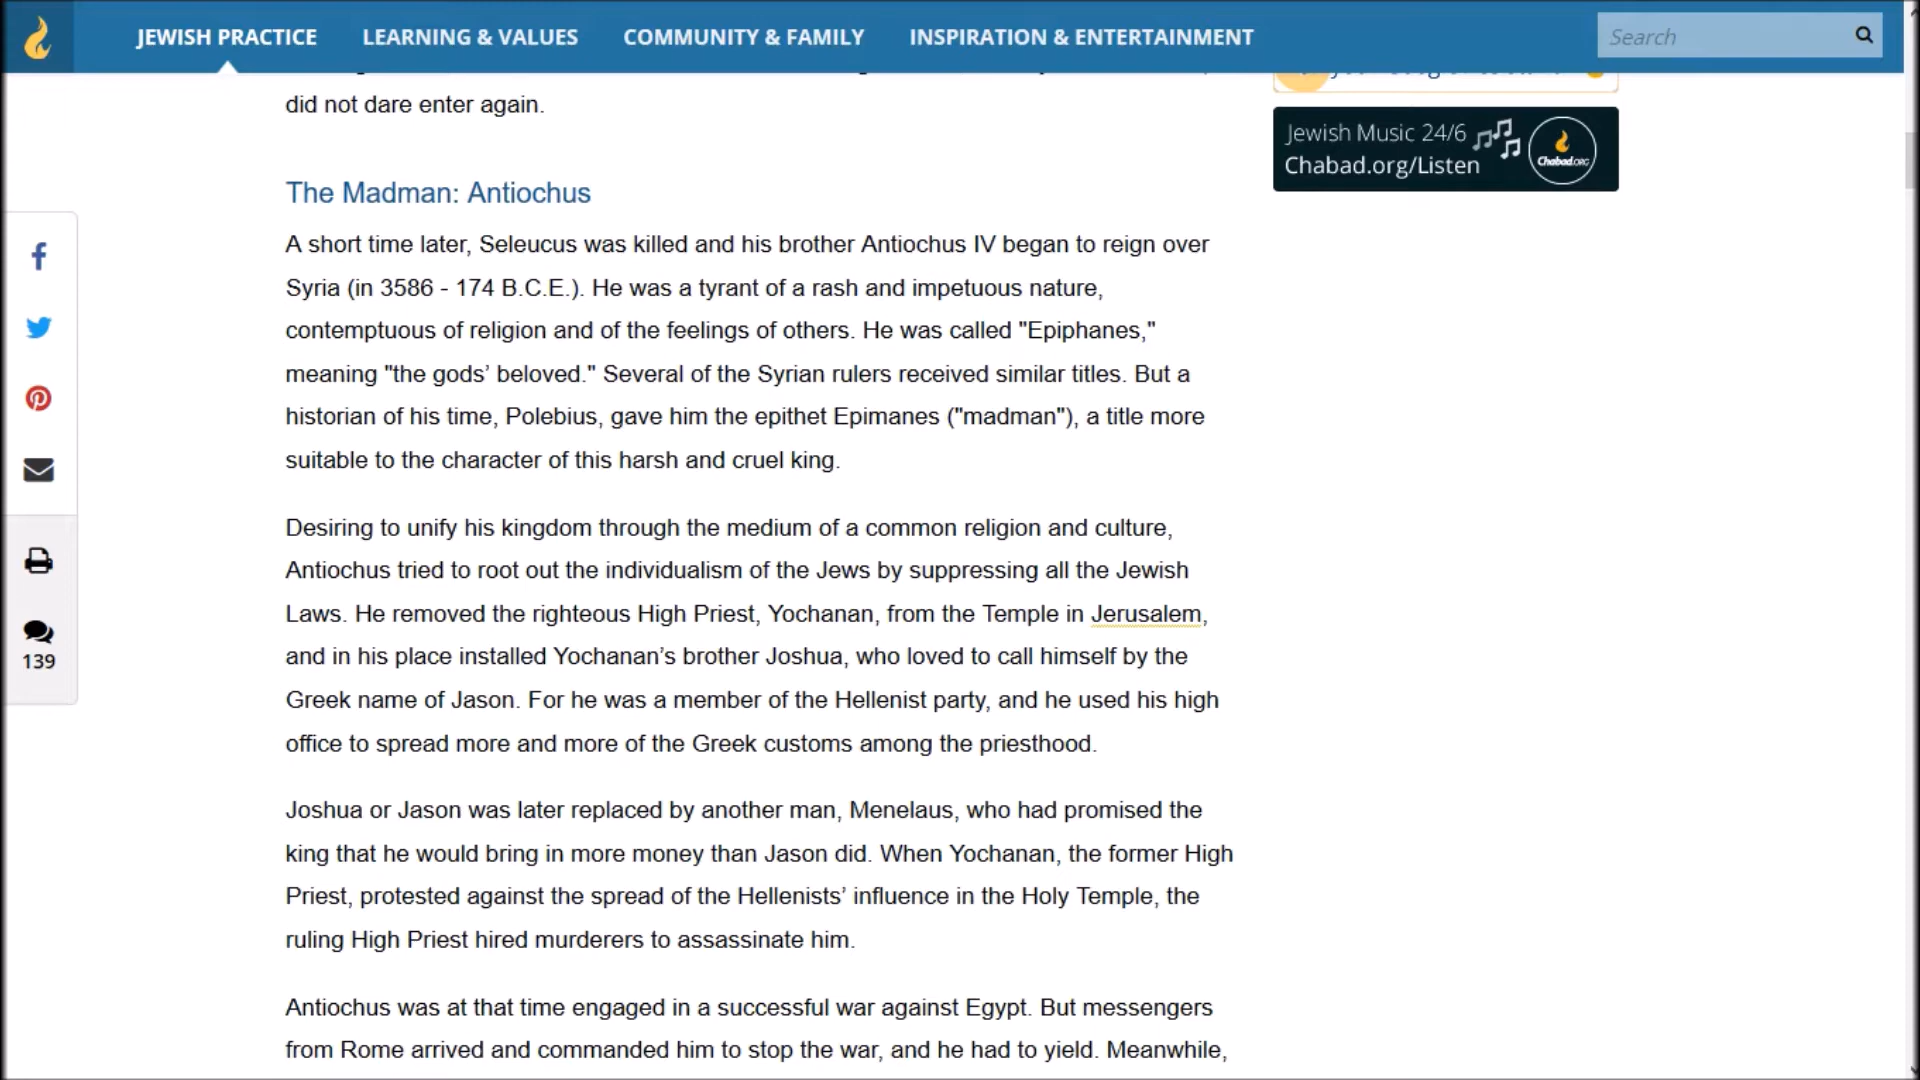 JEWISH PRACTICE LEARNING & VALUES COMMUNITY & FAMILY INSPIRATION & ENTERTAINMENT Search
did not dare enter again.
Jewish Music 24/6
Chabad.org/Listen
Chabad.ORG
The Madman: Antiochus
A short time later, Seleucus was killed and his brother Antiochus IV began to reign over
Syria (in 3586 - 174 B.C.E.). He was a tyrant of a rash and impetuous nature,
contemptuous of religion and of the feelings of others. He was called "Epiphanes,"
meaning "the gods’ beloved." Several of the Syrian rulers received similar titles. But a
historian of his time, Polebius, gave him the epithet Epimanes ("madman"), a title more
suitable to the character of this harsh and cruel king.
Desiring to unify his kingdom through the medium of a common religion and culture,
Antiochus tried to root out the individualism of the Jews by suppressing all the Jewish
Laws. He removed the righteous High Priest, Yochanan, from the Temple in Jerusalem,
and in his place installed Yochanan’s brother Joshua, who loved to call himself by the
Greek name of Jason. For he was a member of the Hellenist party, and he used his high
office to spread more and more of the Greek customs among the priesthood.
139
Joshua or Jason was later replaced by another man, Menelaus, who had promised the
king that he would bring in more money than Jason did. When Yochanan, the former High
Priest, protested against the spread of the Hellenists’ influence in the Holy Temple, the
ruling High Priest hired murderers to assassinate him.
Antiochus was at that time engaged in a successful war against Egypt. But messengers
from Rome arrived and commanded him to stop the war, and he had to yield. Meanwhile,